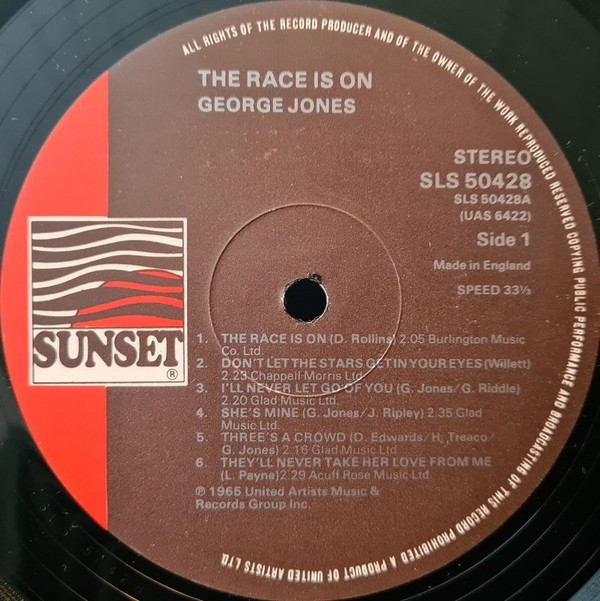 ALL RIGHTS OF THE RECORD PRODUCER AND OF THE OWNER OF THE WORK REPRODUCED RESERVED COPYING PUBLIC PERFORMANCE AND BROADCASTING OF THIS RECORD PROHIBITED A PRODUCT OF UNITED ARTISTS LTD.
THE RACE IS ON
GEORGE JONES
STEREO
SLS 50428
SLS 50428A
(UAS 6422)
Side 1
Made in England
SPEED 33⅓
SUNSET®
1. THE RACE IS ON (D. Rollins) 2.05 Burlington Music
Co. Ltd.
2. DON'T LET THE STARS GET IN YOUR EYES (Willett)
2.23 Chappell-Morris Ltd.
3. I'LL NEVER LET GO OF YOU (G. Jones/G. Riddle)
2.20 Glad Music Ltd.
4. SHE'S MINE (G. Jones/J. Ripley) 2.35 Glad
Music Ltd.
5. THREE'S A CROWD (D. Edwards/H. Treaco/
G. Jones) 2.16 Glad Music Ltd.
6. THEY'LL NEVER TAKE HER LOVE FROM ME
(L. Payne) 2.29 Acuff Rose Music Ltd.
℗ 1965 United Artists Music &
Records Group Inc.